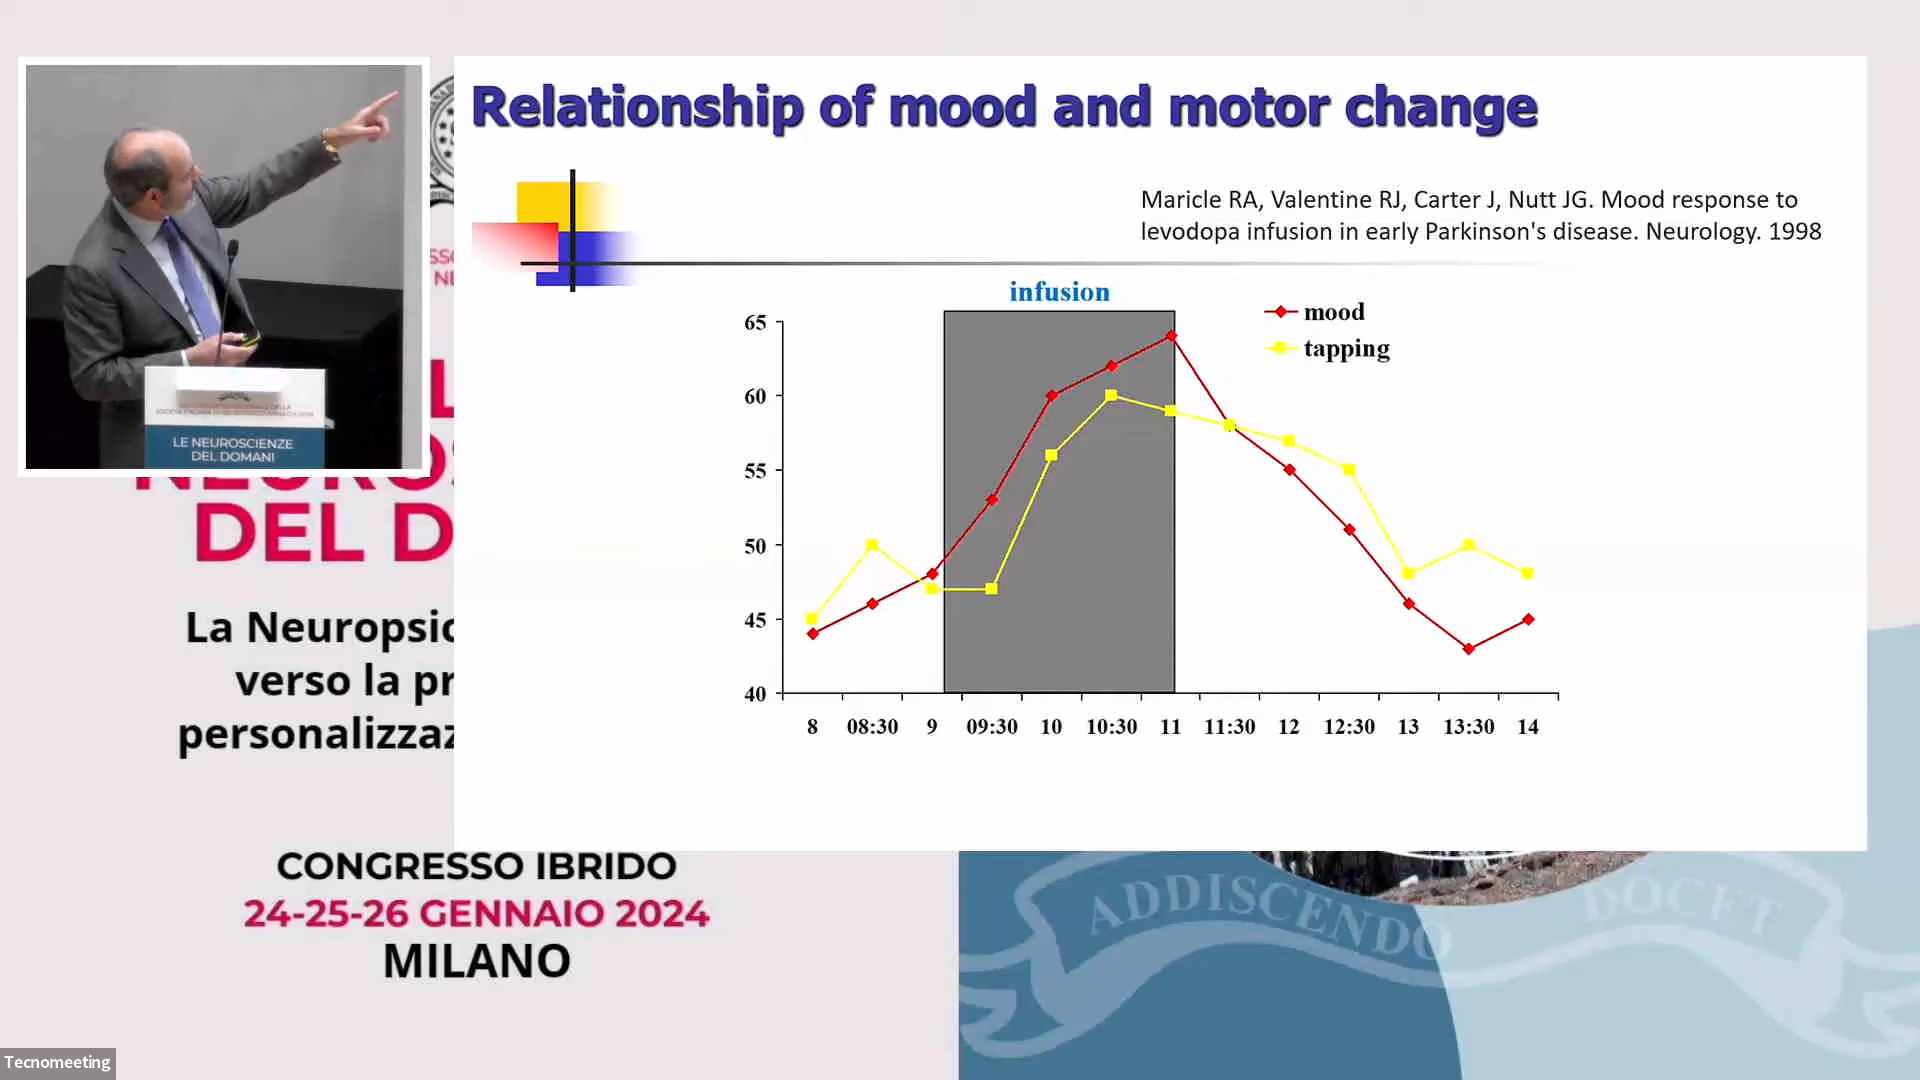 Relationship of mood and motor change
Maricle RA, Valentine RJ, Carter J, Nutt JG. Mood response to
levodopa infusion in early Parkinson's disease. Neurology. 1998
infusion
mood
tapping
65
60
55
50
45
40
8 08:30 9 09:30 10 10:30 11 11:30 12 12:30 13 13:30 14
LE NEUROSCIENZE
DEL DOMANI
DEL D
La Neuropsic
verso la pr
personalizzaz
CONGRESSO IBRIDO
24-25-26 GENNAIO 2024
MILANO
ADDISCENDO DOCET
Tecnomeeting